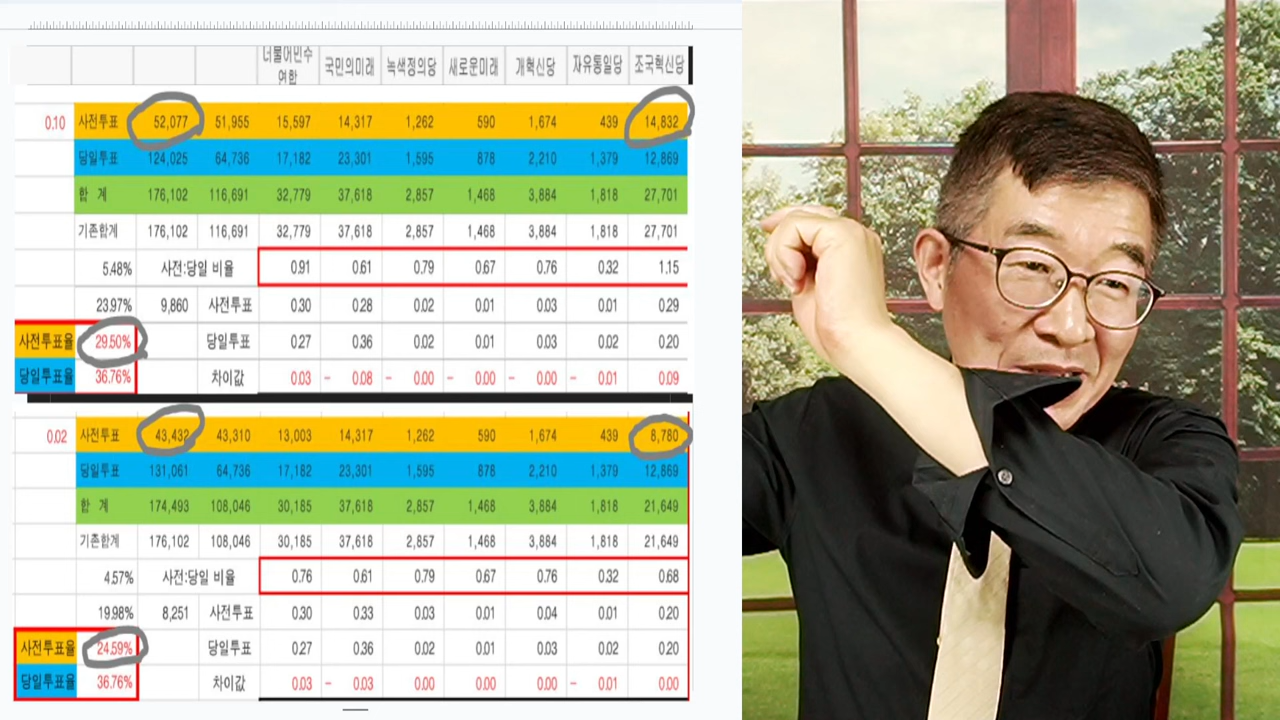 더불어민주연합 국민의미래 녹색정의당 새로운미래 개혁신당 자유통일당 조국혁신당
0.10 사전투표 52,077 51,955 15,597 14,317 1,262 590 1,674 439 14,832
당일투표 124,025 64,736 17,182 23,301 1,595 878 2,210 1,379 12,869
합 계 176,102 116,691 32,779 37,618 2,857 1,468 3,884 1,818 27,701
기존합계 176,102 116,691 32,779 37,618 2,857 1,468 3,884 1,818 27,701
5.48% 사전:당일 비율 0.91 0.61 0.79 0.67 0.76 0.32 1.15
23.97% 9,860 사전투표 0.30 0.28 0.02 0.01 0.03 0.01 0.29
사전투표율 29.50% 당일투표 0.27 0.36 0.02 0.01 0.03 0.02 0.20
당일투표율 36.76% 차이값 0.03 - 0.08 - 0.00 - 0.00 - 0.00 - 0.01 0.09
0.02 사전투표 43,432 43,310 13,003 14,317 1,262 590 1,674 439 8,780
당일투표 131,061 64,736 17,182 23,301 1,595 878 2,210 1,379 12,869
합 계 174,493 108,046 30,185 37,618 2,857 1,468 3,884 1,818 21,649
기존합계 176,102 108,046 30,185 37,618 2,857 1,468 3,884 1,818 21,649
4.57% 사전:당일 비율 0.76 0.61 0.79 0.67 0.76 0.32 0.68
19.98% 8,251 사전투표 0.30 0.33 0.03 0.01 0.04 0.01 0.20
사전투표율 24.59% 당일투표 0.27 0.36 0.02 0.01 0.03 0.02 0.20
당일투표율 36.76% 차이값 0.03 - 0.03 0.00 0.00 0.00 - 0.01 0.00